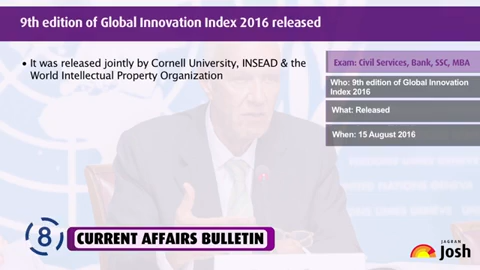 9th edition of Global Innovation Index 2016 released
• It was released jointly by Cornell University, INSEAD & the
World Intellectual Property Organization
Exam: Civil Services, Bank, SSC, MBA
Who: 9th edition of Global Innovation
Index 2016
What: Released
When: 15 August 2016
8
CURRENT AFFAIRS BULLETIN
JAGRAN
Josh